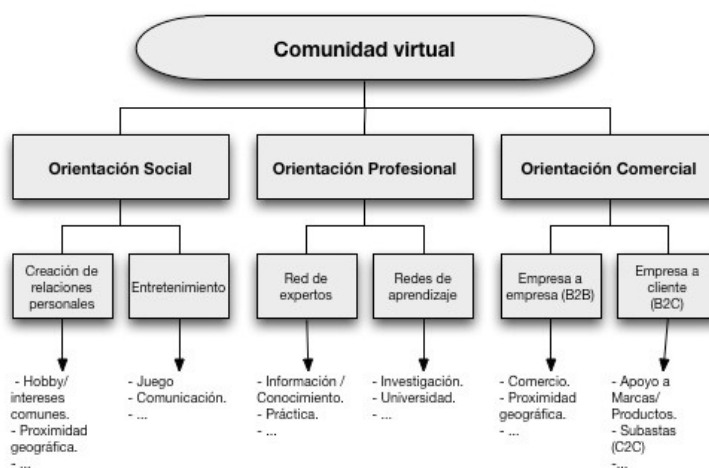 Comunidad virtual
Orientación Social
Orientación Profesional
Orientación Comercial
Creación de
relaciones
personales
Entretenimiento
Red de
expertos
Redes de
aprendizaje
Empresa a
empresa (B2B)
Empresa a
cliente
(B2C)
- Hobby/
intereses
comunes.
- Proximidad
geográfica.
- ...
- Juego
- Comunicación.
- ...
- Información /
Conocimiento.
- Práctica.
- ...
- Investigación.
- Universidad.
- ...
- Comercio.
- Proximidad
geográfica.
- ...
- Apoyo a
Marcas/
Productos.
- Subastas
(C2C)
-...